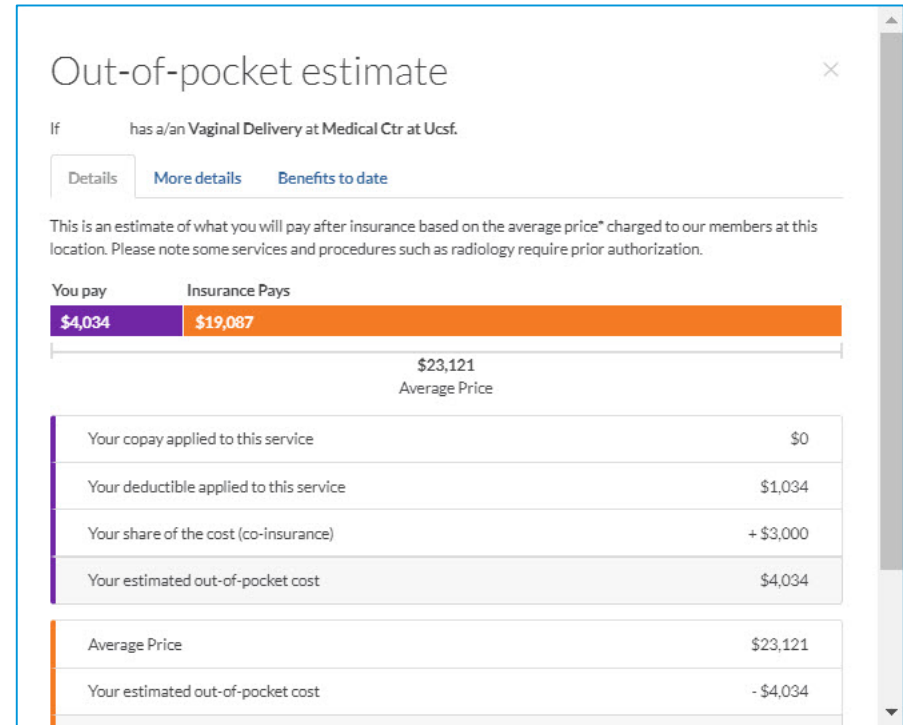 Out-of-pocket estimate
If has a/an Vaginal Delivery at Medical Ctr at Ucsf.
Details More details Benefits to date
This is an estimate of what you will pay after insurance based on the average price* charged to our members at this
location. Please note some services and procedures such as radiology require prior authorization.
You pay Insurance Pays
$4,034 $19,087
$23,121
Average Price
Your copay applied to this service $0
Your deductible applied to this service $1,034
Your share of the cost (co-insurance) + $3,000
Your estimated out-of-pocket cost $4,034
Average Price $23,121
Your estimated out-of-pocket cost - $4,034